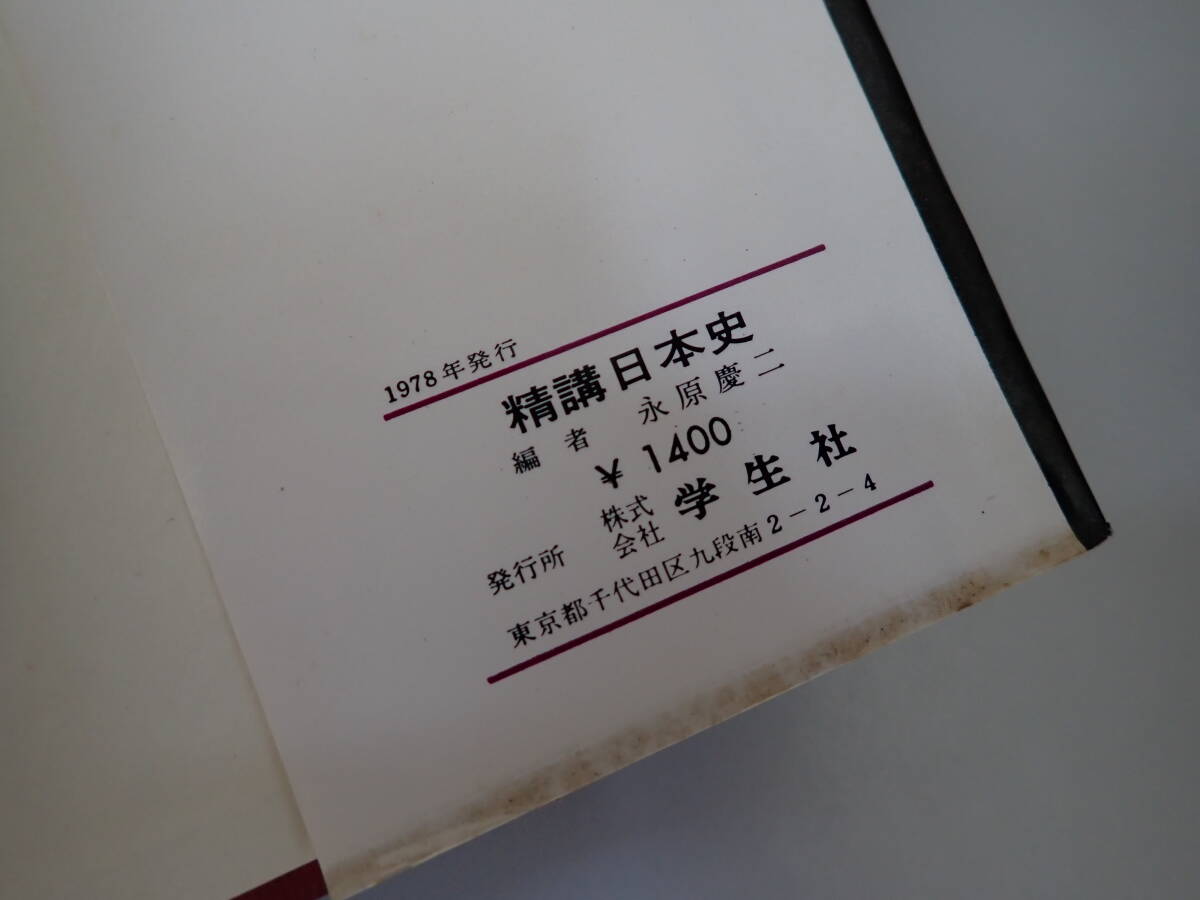 1978年発行
精講日本史
編者 永原慶二
¥1400
発行所 株式会社 学生社
東京都千代田区九段南2-2-4